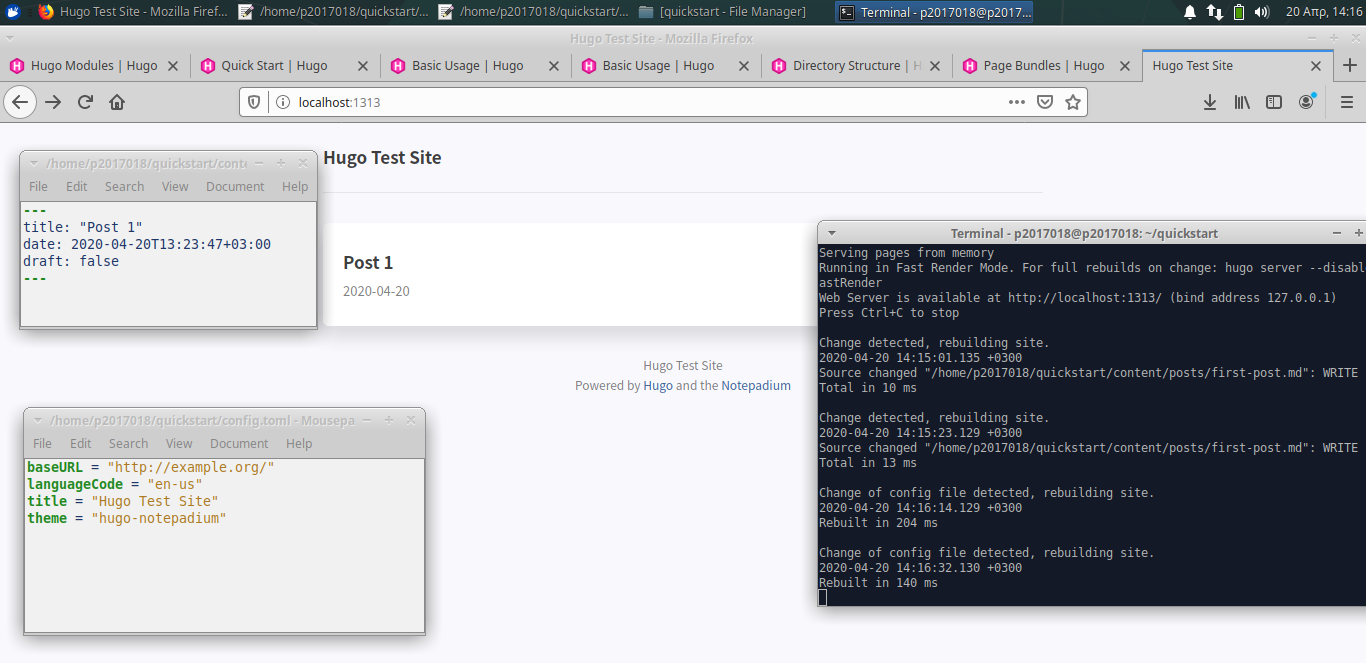 Hugo Test Site - Mozilla Firef...
/home/p2017018/quickstart/...
/home/p2017018/quickstart/...
[quickstart - File Manager]
Terminal - p2017018@p2017...
20 Απρ, 14:16
Hugo Test Site - Mozilla Firefox
Hugo Modules | Hugo
Quick Start | Hugo
Basic Usage | Hugo
Basic Usage | Hugo
Directory Structure | H
Page Bundles | Hugo
Hugo Test Site
localhost:1313
Hugo Test Site
Post 1
2020-04-20
Hugo Test Site
Powered by Hugo and the Notepadium
/home/p2017018/quickstart/conte
File Edit Search View Document Help
---
title: "Post 1"
date: 2020-04-20T13:23:47+03:00
draft: false
---
/home/p2017018/quickstart/config.toml - Mousepa
File Edit Search View Document Help
baseURL = "http://example.org/"
languageCode = "en-us"
title = "Hugo Test Site"
theme = "hugo-notepadium"
Terminal - p2017018@p2017018: ~/quickstart
Serving pages from memory
Running in Fast Render Mode. For full rebuilds on change: hugo server --disabl
astRender
Web Server is available at http://localhost:1313/ (bind address 127.0.0.1)
Press Ctrl+C to stop
Change detected, rebuilding site.
2020-04-20 14:15:01.135 +0300
Source changed "/home/p2017018/quickstart/content/posts/first-post.md": WRITE
Total in 10 ms
Change detected, rebuilding site.
2020-04-20 14:15:23.129 +0300
Source changed "/home/p2017018/quickstart/content/posts/first-post.md": WRITE
Total in 13 ms
Change of config file detected, rebuilding site.
2020-04-20 14:16:14.129 +0300
Rebuilt in 204 ms
Change of config file detected, rebuilding site.
2020-04-20 14:16:32.130 +0300
Rebuilt in 140 ms